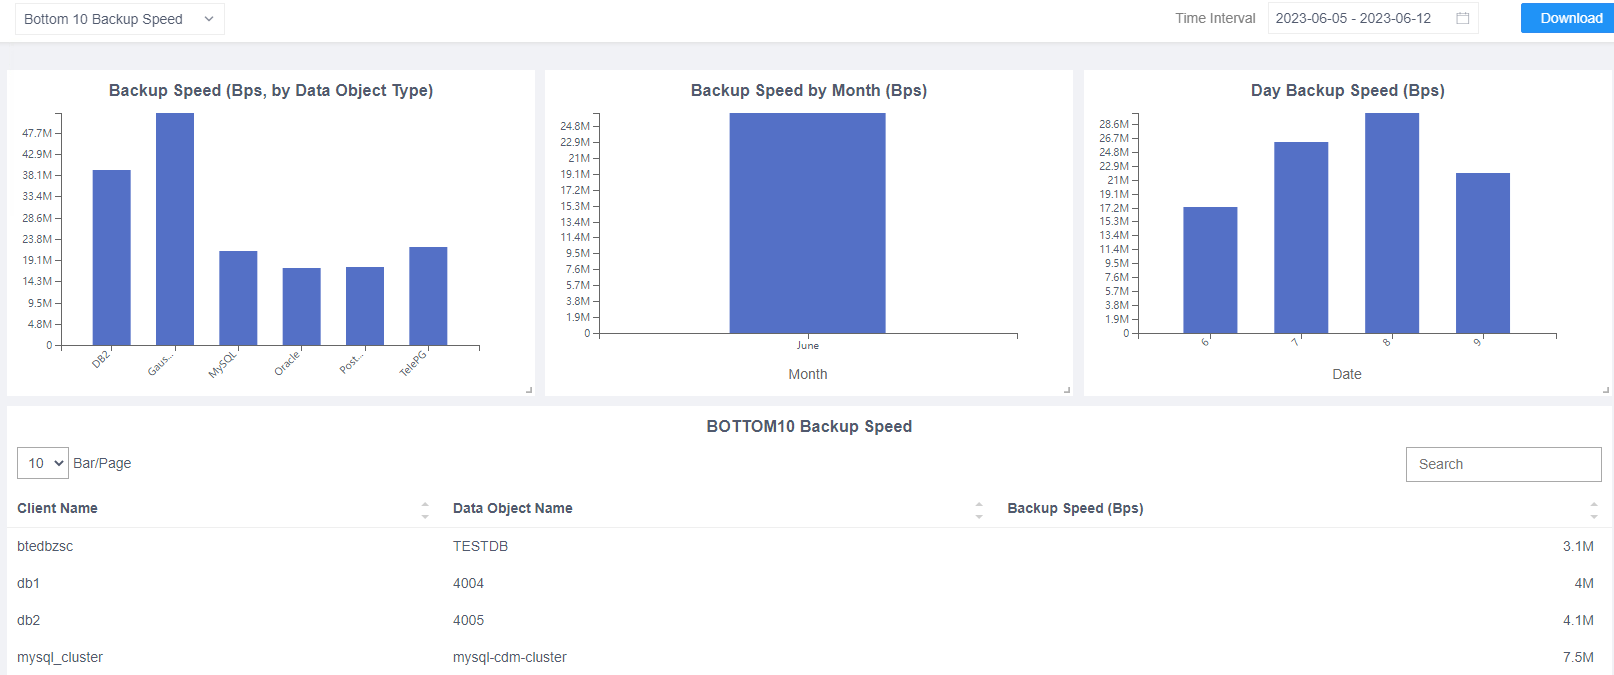 Bottom 10 Backup Speed
Time Interval 2023-06-05 - 2023-06-12 Download
Backup Speed (Bps, by Data Object Type)
47.7M
42.9M
38.1M
33.4M
28.6M
23.8M
19.1M
14.3M
9.5M
4.8M
0
DB2 Gaus... MySQL Oracle Post... TelePG
Backup Speed by Month (Bps)
24.8M
22.9M
21M
19.1M
17.2M
15.3M
13.4M
11.4M
9.5M
7.6M
5.7M
3.8M
1.9M
0
June
Month
Day Backup Speed (Bps)
28.6M
26.7M
24.8M
22.9M
21M
19.1M
17.2M
15.3M
13.4M
11.4M
9.5M
7.6M
5.7M
3.8M
1.9M
0
6 7 8 9
Date
BOTTOM10 Backup Speed
10 Bar/Page
Search
Client Name Data Object Name Backup Speed (Bps)
btedbzsc TESTDB 3.1M
db1 4004 4M
db2 4005 4.1M
mysql_cluster mysql-cdm-cluster 7.5M